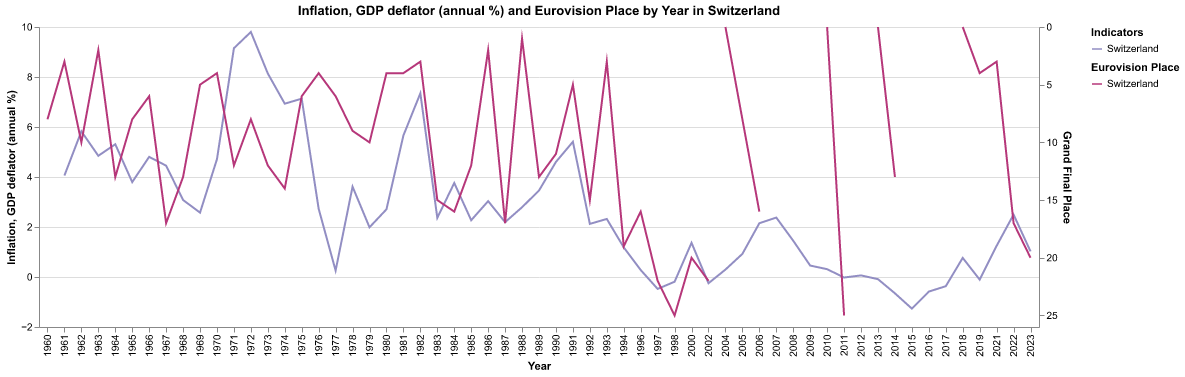 Inflation, GDP deflator (annual %) and Eurovision Place by Year in Switzerland
Inflation, GDP deflator (annual %)
10
8
6
4
2
0
−2
1960 1961 1962 1963 1964 1965 1966 1967 1968 1969 1970 1971 1972 1973 1974 1975 1976 1977 1978 1979 1980 1981 1982 1983 1984 1985 1986 1987 1988 1989 1990 1991 1992 1993 1994 1996 1997 1998 2000 2002 2004 2005 2006 2007 2008 2009 2010 2011 2012 2013 2014 2015 2016 2017 2018 2019 2021 2022 2023
Year
0
5
10
15
20
25
Grand Final Place
Indicators
Switzerland
Eurovision Place
Switzerland